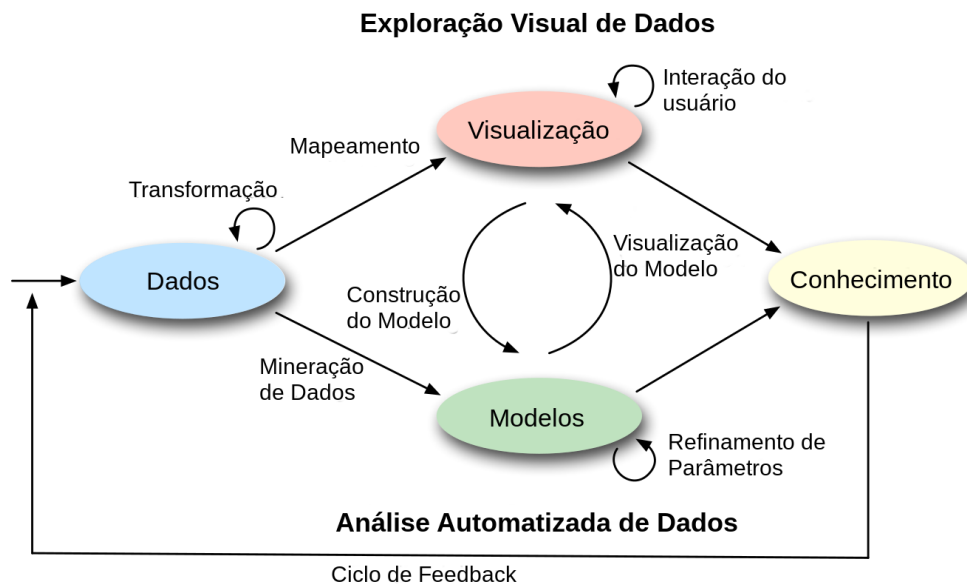 Exploração Visual de Dados
Interação do
usuário
Visualização
Mapeamento
Transformação
Visualização
do Modelo
Dados
Conhecimento
Construção
do Modelo
Mineração
de Dados
Modelos
Refinamento de
Parâmetros
Análise Automatizada de Dados
Ciclo de Feedback